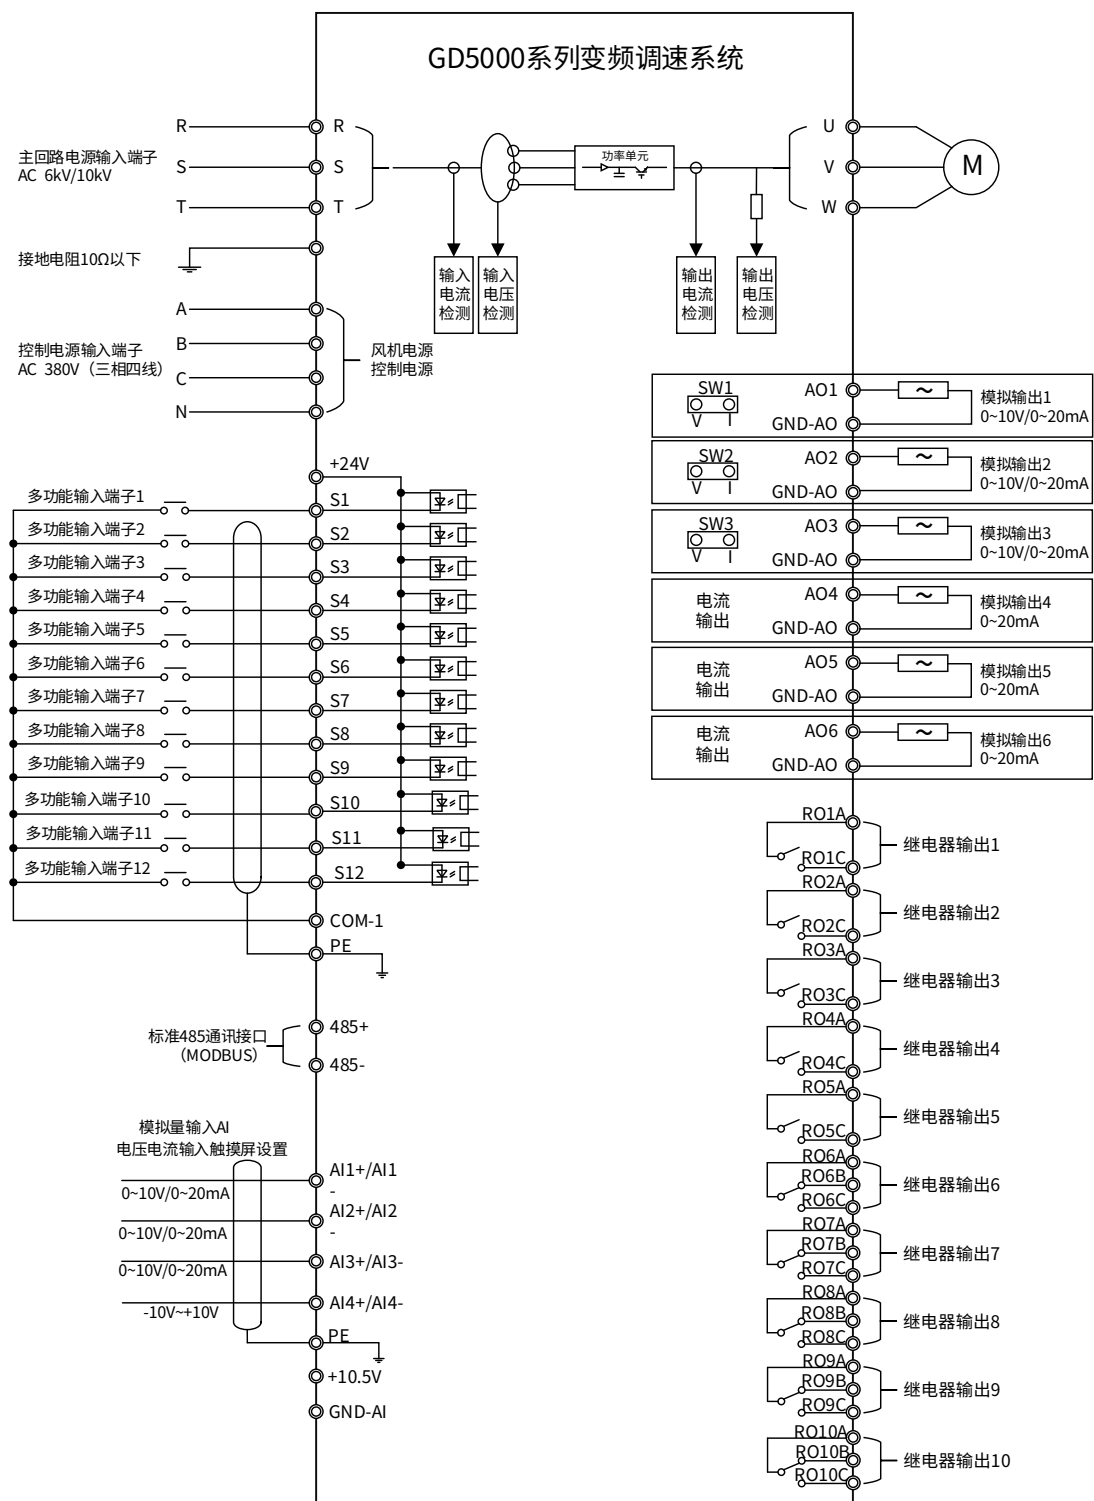 GD5000系列变频调速系统
R
S
T
主回路电源输入端子
AC 6kV/10kV
R
S
T
功率单元
U
V
W
M
接地电阻10Ω以下
输入
电流
检测
输入
电压
检测
输出
电流
检测
输出
电压
检测
A
B
C
N
控制电源输入端子
AC 380V（三相四线）
风机电源
控制电源
SW1
V I
AO1
GND-AO
模拟输出1
0~10V/0~20mA
SW2
V I
AO2
GND-AO
模拟输出2
0~10V/0~20mA
SW3
V I
AO3
GND-AO
模拟输出3
0~10V/0~20mA
电流
输出
AO4
GND-AO
模拟输出4
0~20mA
电流
输出
AO5
GND-AO
模拟输出5
0~20mA
电流
输出
AO6
GND-AO
模拟输出6
0~20mA
+24V
多功能输入端子1 S1
多功能输入端子2 S2
多功能输入端子3 S3
多功能输入端子4 S4
多功能输入端子5 S5
多功能输入端子6 S6
多功能输入端子7 S7
多功能输入端子8 S8
多功能输入端子9 S9
多功能输入端子10 S10
多功能输入端子11 S11
多功能输入端子12 S12
COM-1
PE
标准485通讯接口
（MODBUS）
485+
485-
模拟量输入AI
电压电流输入触摸屏设置
0~10V/0~20mA
AI1+/AI1
-
0~10V/0~20mA
AI2+/AI2
-
0~10V/0~20mA
AI3+/AI3-
-10V~+10V
AI4+/AI4-
PE
+10.5V
GND-AI
RO1A
RO1C
继电器输出1
RO2A
RO2C
继电器输出2
RO3A
RO3C
继电器输出3
RO4A
RO4C
继电器输出4
RO5A
RO5C
继电器输出5
RO6A
RO6B
RO6C
继电器输出6
RO7A
RO7B
RO7C
继电器输出7
RO8A
RO8B
RO8C
继电器输出8
RO9A
RO9B
RO9C
继电器输出9
RO10A
RO10B
RO10C
继电器输出10